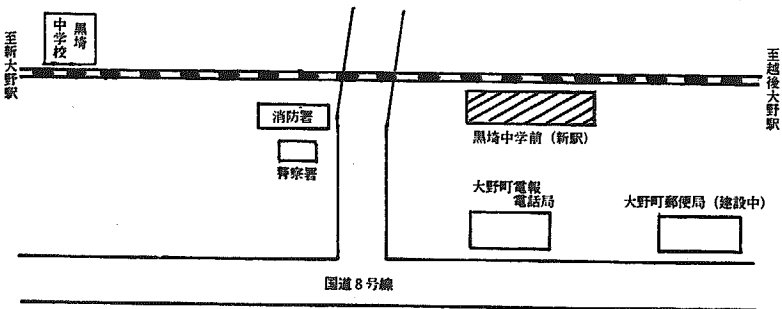 黒埼
中学校
至新大野駅
至越後大野駅
消防署
黒埼中学前（新駅）
警察署
大野町電報
電話局
大野町郵便局（建設中）
国道8号線